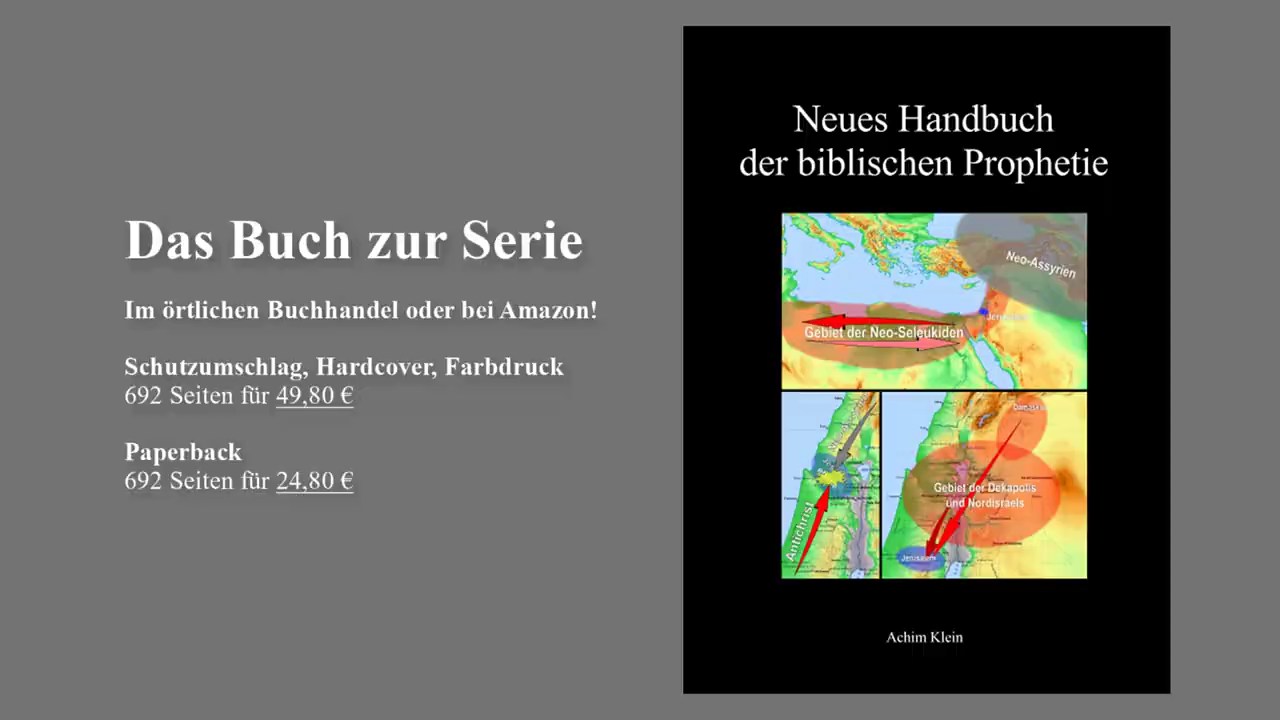 Das Buch zur Serie
Im örtlichen Buchhandel oder bei Amazon!
Schutzumschlag, Hardcover, Farbdruck
692 Seiten für 49,80 €
Paperback
692 Seiten für 24,80 €
Neues Handbuch
der biblischen Prophetie
Neo-Assyrien
Gebiet der Neo-Seleukiden
Antichrist
Damaskus
Gebiet der Dekapolis
und Nordisraels
Jerusalem
Achim Klein